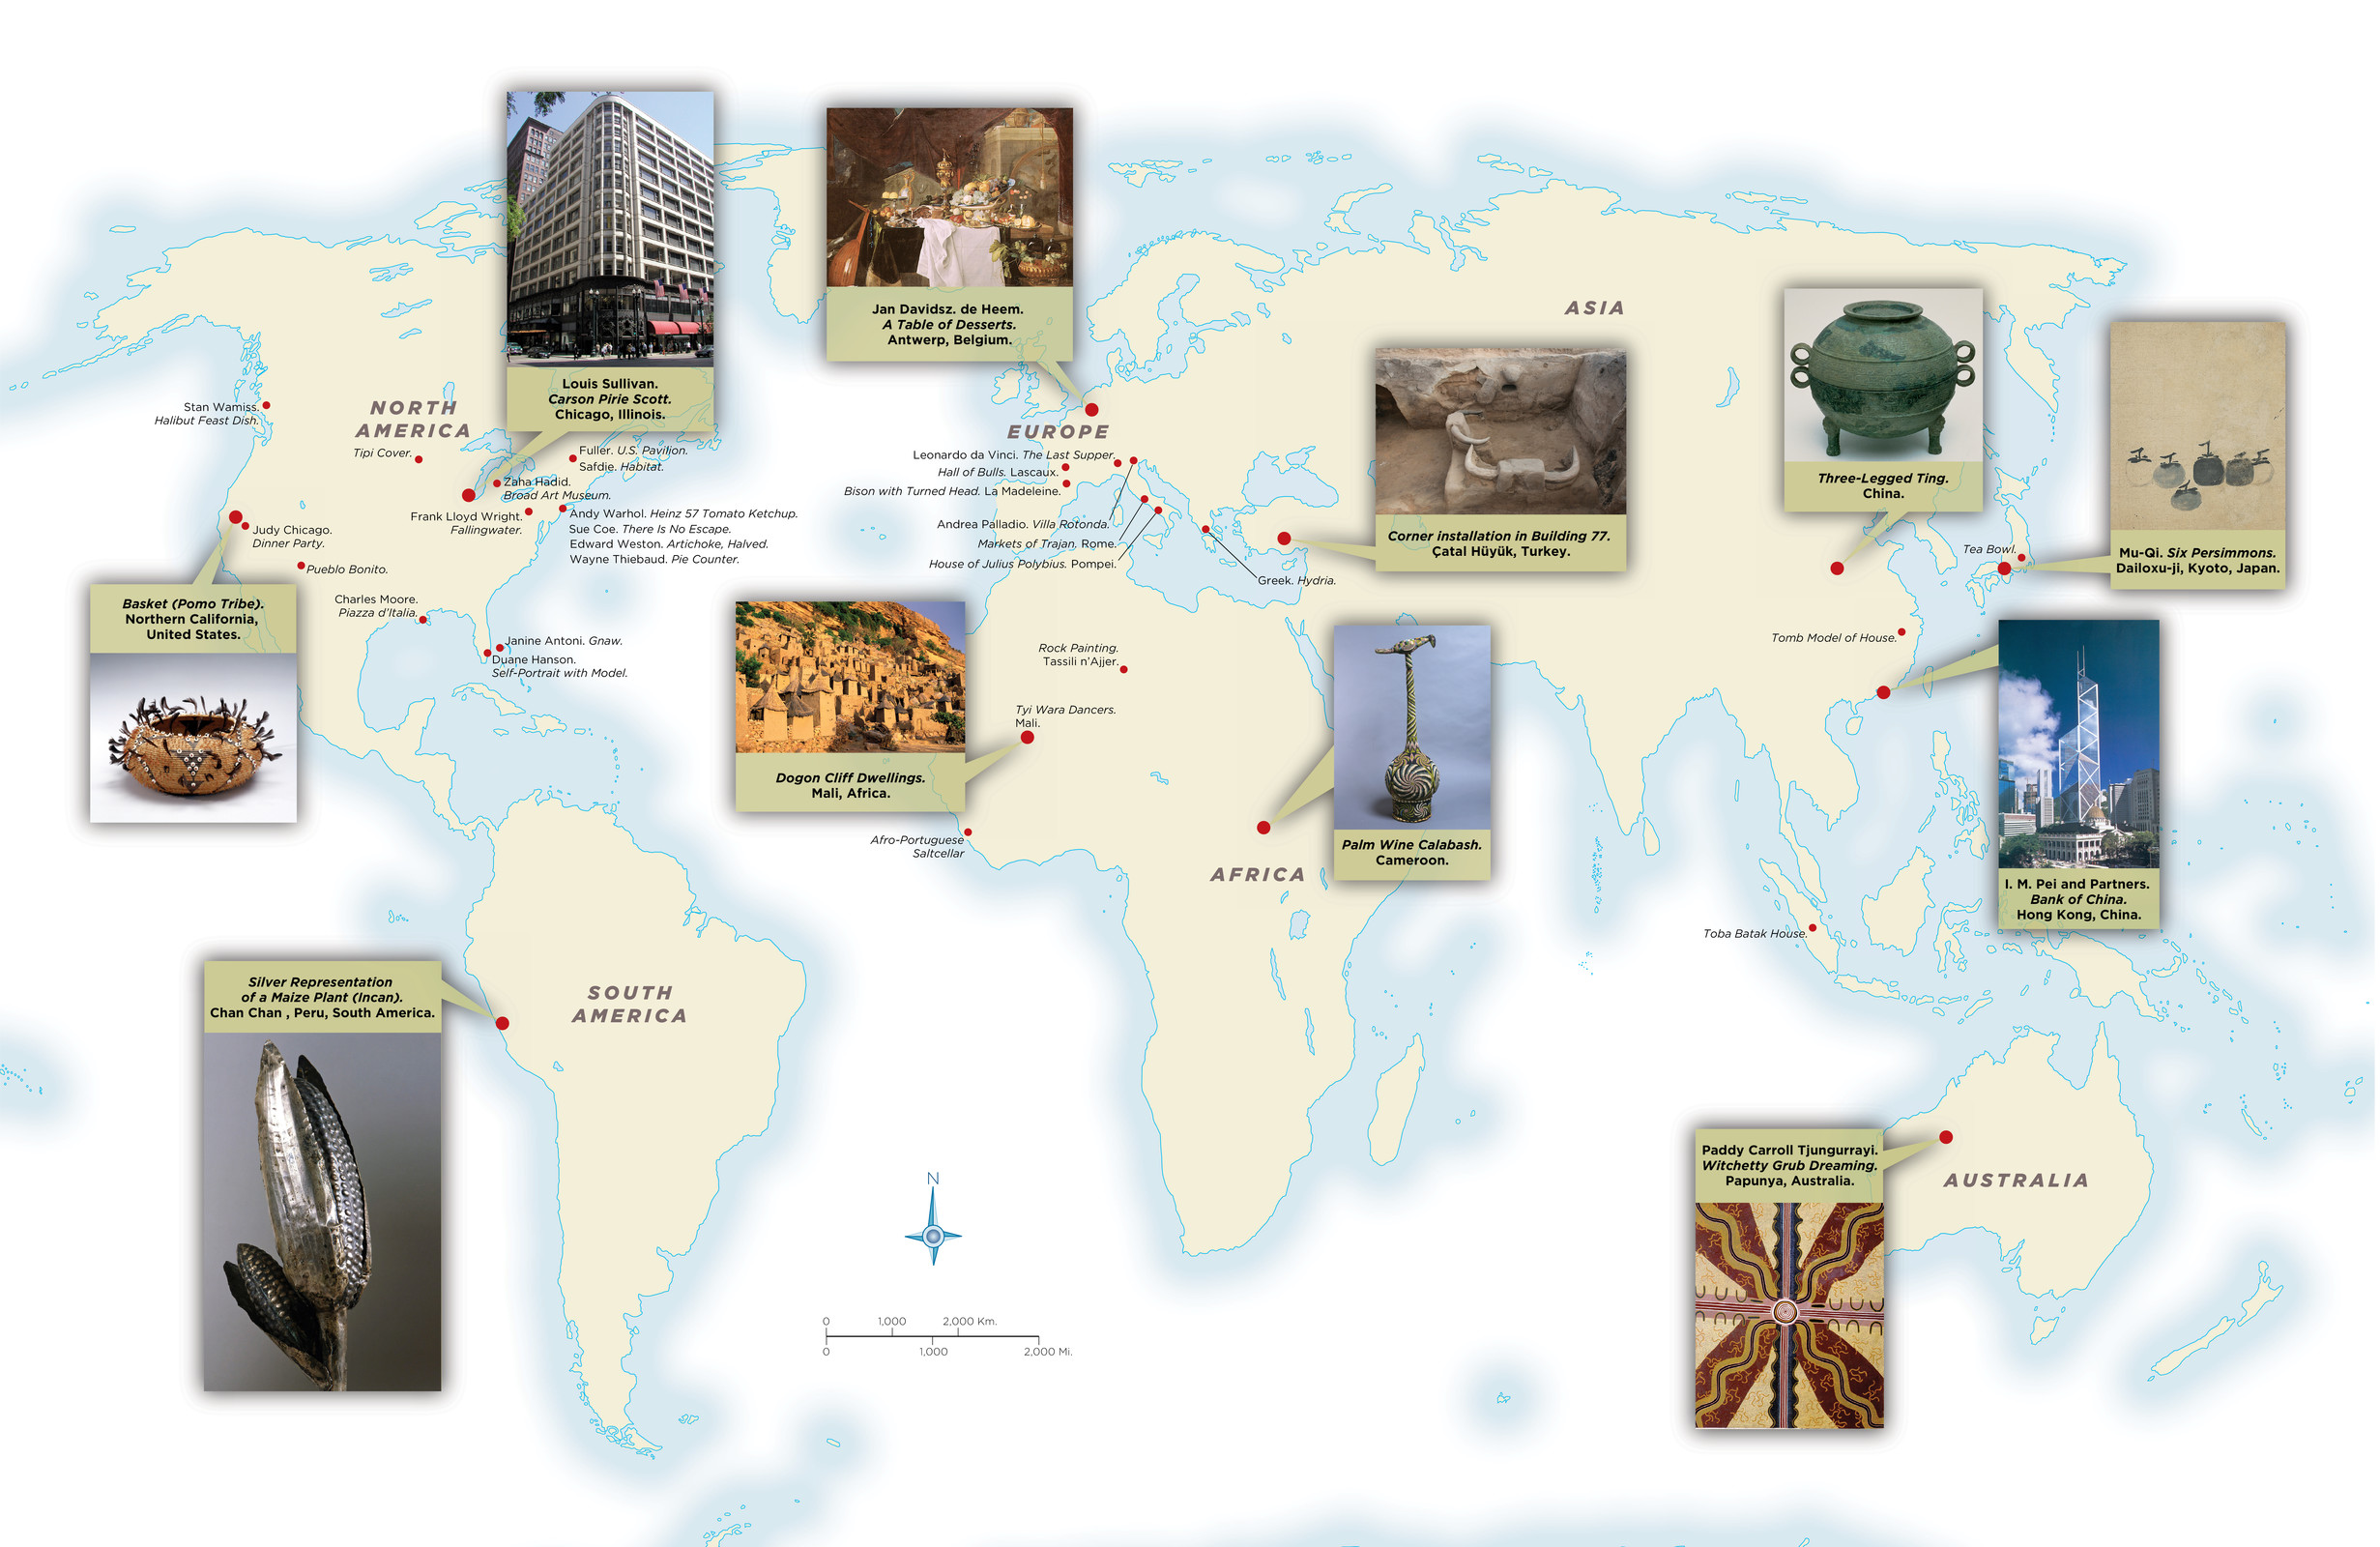 Louis Sullivan.
Carson Pirie Scott.
Chicago, Illinois.
Jan Davidsz. de Heem.
A Table of Desserts.
Antwerp, Belgium.
ASIA
Three-Legged Ting.
China.
Mu-Qi. Six Persimmons.
Dailoxu-ji, Kyoto, Japan.
Tea Bowl.
Corner installation in Building 77.
Çatal Hüyük, Turkey.
NORTH
AMERICA
Stan Wamiss.
Halibut Feast Dish.
Tipi Cover.
Fuller. U.S. Pavilion.
Safdie. Habitat.
Zaha Hadid.
Broad Art Museum.
Frank Lloyd Wright.
Fallingwater.
Andy Warhol. Heinz 57 Tomato Ketchup.
Sue Coe. There Is No Escape.
Edward Weston. Artichoke, Halved.
Wayne Thiebaud. Pie Counter.
Judy Chicago.
Dinner Party.
Pueblo Bonito.
Charles Moore.
Piazza d'Italia.
Janine Antoni. Gnaw.
Duane Hanson.
Self-Portrait with Model.
Basket (Pomo Tribe).
Northern California,
United States.
EUROPE
Leonardo da Vinci. The Last Supper.
Hall of Bulls. Lascaux.
Bison with Turned Head. La Madeleine.
Andrea Palladio. Villa Rotonda.
Markets of Trajan. Rome.
House of Julius Polybius. Pompei.
Greek. Hydria.
Rock Painting.
Tassili n'Ajjer.
Tyi Wara Dancers.
Mali.
Dogon Cliff Dwellings.
Mali, Africa.
Afro-Portuguese
Saltcellar
Palm Wine Calabash.
Cameroon.
AFRICA
Tomb Model of House.
I. M. Pei and Partners.
Bank of China.
Hong Kong, China.
Toba Batak House.
Silver Representation
of a Maize Plant (Incan).
Chan Chan , Peru, South America.
SOUTH
AMERICA
Paddy Carroll Tjungurrayi.
Witchetty Grub Dreaming.
Papunya, Australia.
AUSTRALIA
N
0 1,000 2,000 Km.
0 1,000 2,000 Mi.